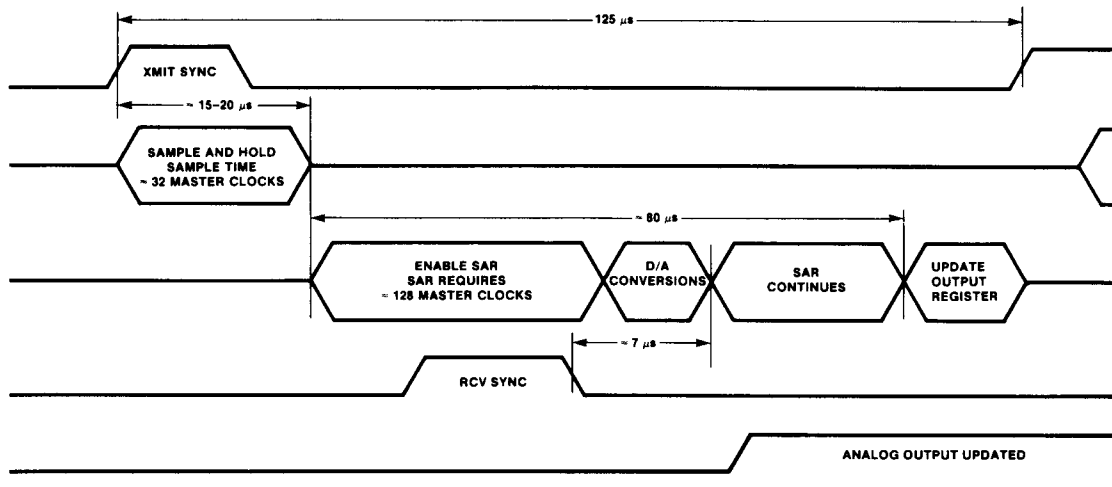 125 μs
XMIT SYNC
≈ 15–20 μs
SAMPLE AND HOLD
SAMPLE TIME
≈ 32 MASTER CLOCKS
≈ 80 μs
ENABLE SAR
SAR REQUIRES
≈ 128 MASTER CLOCKS
D/A
CONVERSIONS
SAR
CONTINUES
UPDATE
OUTPUT
REGISTER
≈ 7 μs
RCV SYNC
ANALOG OUTPUT UPDATED